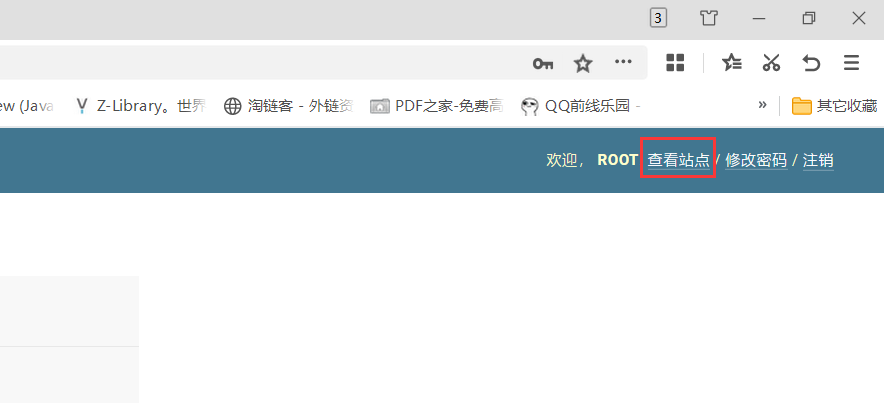 3
ew (Java
Z-Library。世界
淘链客 - 外链资
PDF之家-免费高
QQ前线乐园 -
» 其它收藏
欢迎， ROOT 查看站点 / 修改密码 / 注销